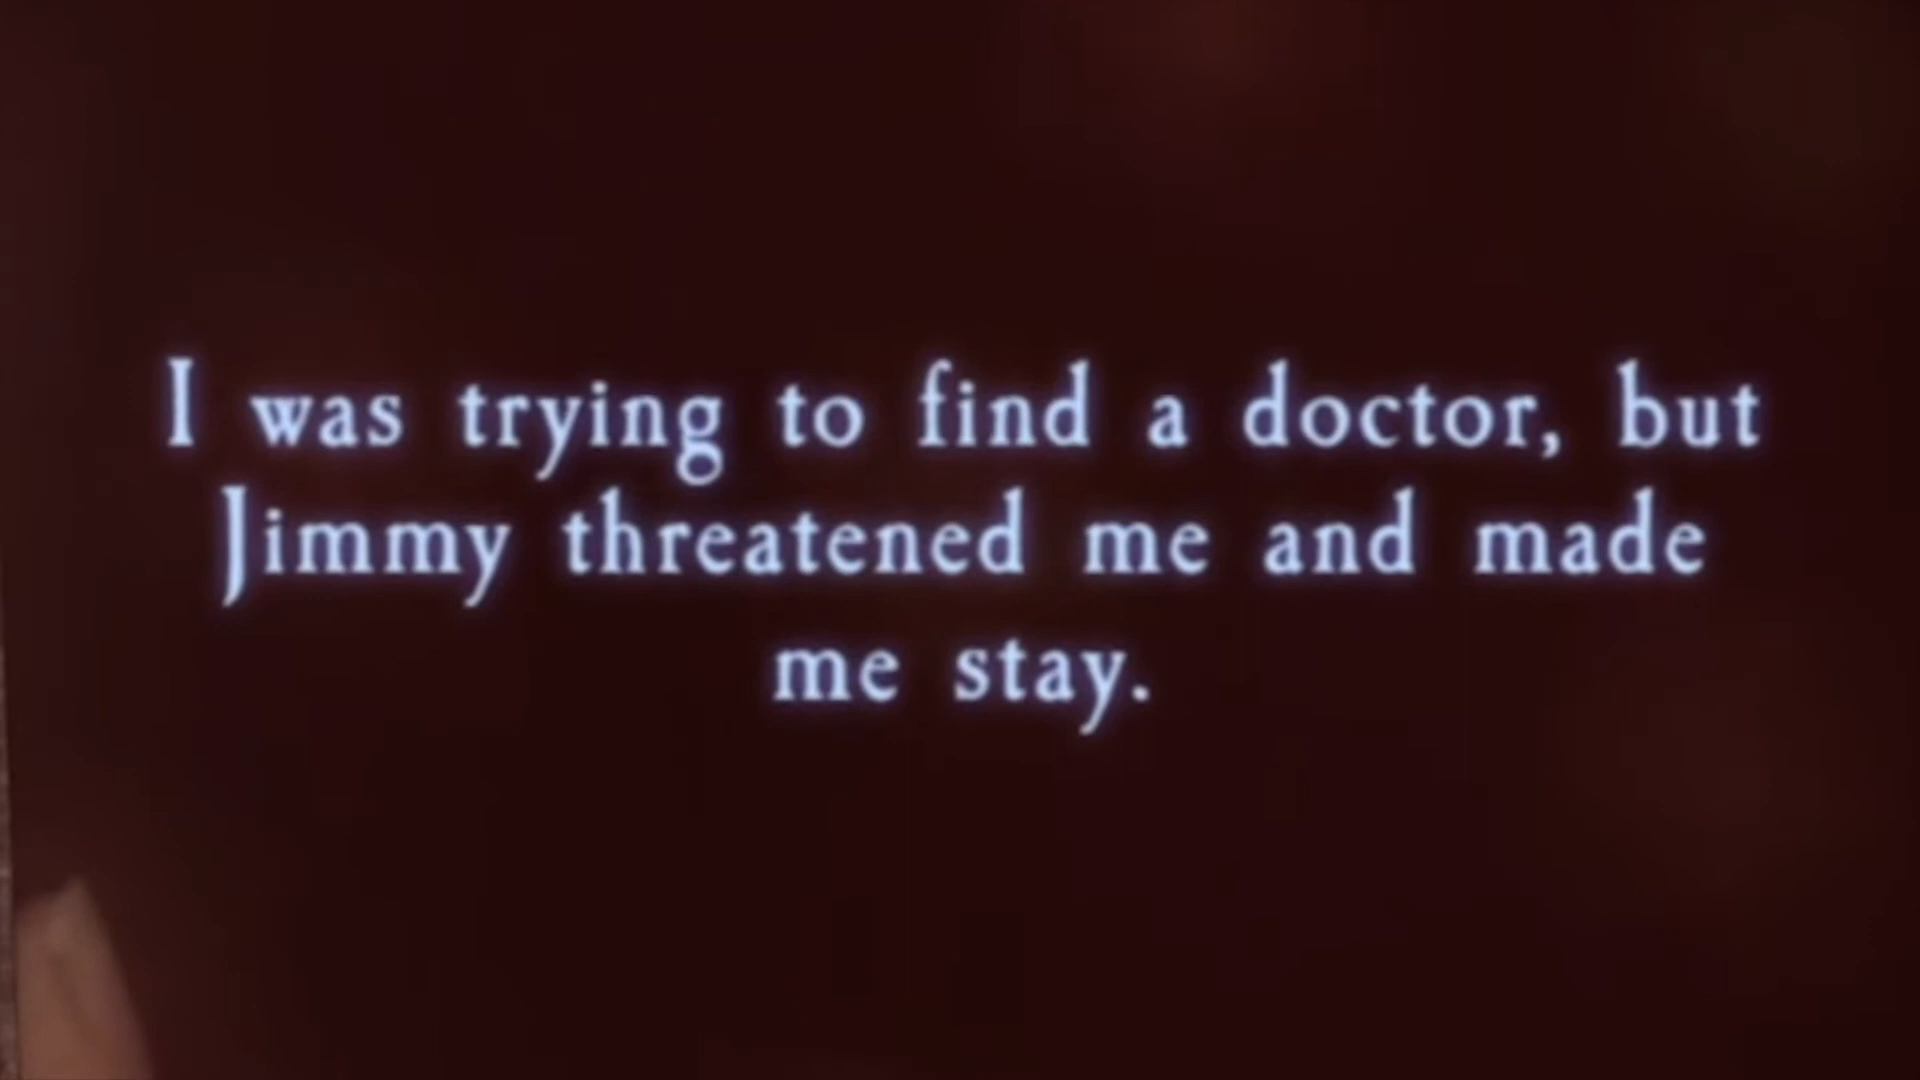 I was trying to find a doctor, but
Jimmy threatened me and made
me stay.